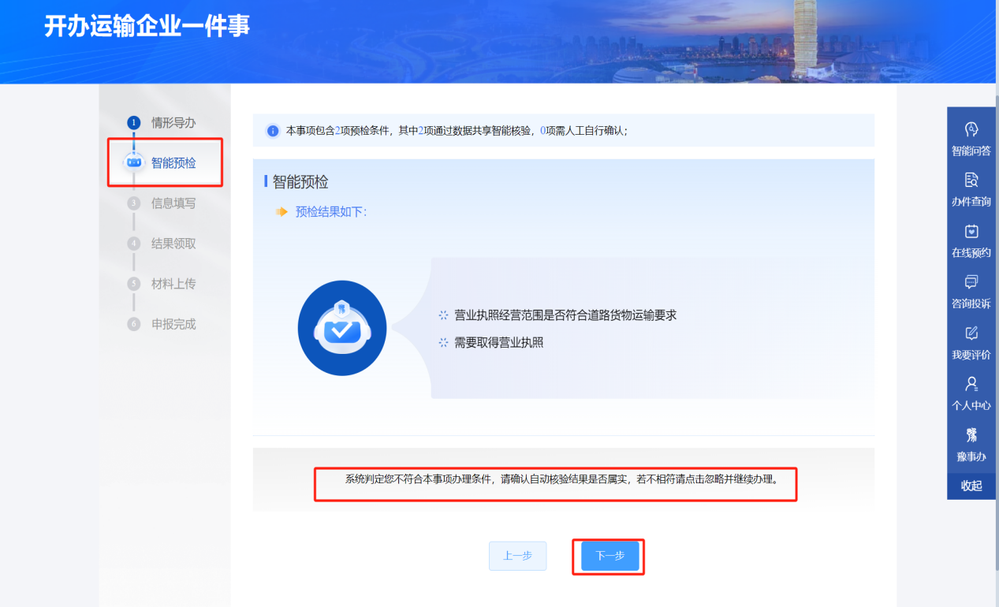 开办运输企业一件事
1 情形导办
智能预检
3 信息填写
4 结果领取
5 材料上传
6 申报完成
本事项包含2项预检条件，其中2项通过数据共享智能核验，0项需人工自行确认；
智能预检
预检结果如下：
营业执照经营范围是否符合道路货物运输要求
需要取得营业执照
系统判定您不符合本事项办理条件，请确认自动核验结果是否属实，若不相符请点击忽略并继续办理。
上一步
下一步
智能问答
办件查询
在线预约
咨询投诉
我要评价
个人中心
豫事办
收起